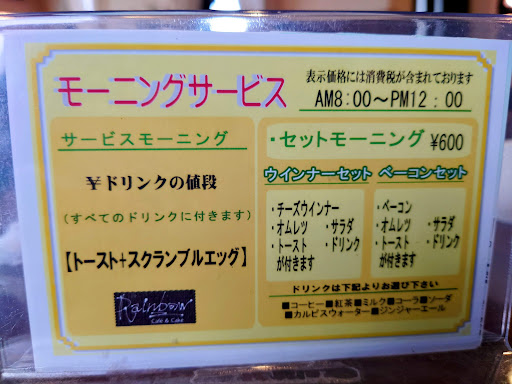 モーニングサービス
表示価格には消費税が含まれております
AM8:00～PM12:00
サービスモーニング
¥ドリンクの値段
(すべてのドリンクに付きます)
【トースト+スクランブルエッグ】
Rainbow
Cafe & Cake
・セットモーニング ¥600
ウインナーセット
・チーズウインナー
・オムレツ ・サラダ
・トースト ・ドリンク
が付きます
ベーコンセット
・ベーコン
・オムレツ ・サラダ
・トースト ・ドリンク
が付きます
ドリンクは下記よりお選び下さい
■コーヒー■紅茶■ミルク■コーラ■ソーダ
■カルピスウォーター■ジンジャーエール